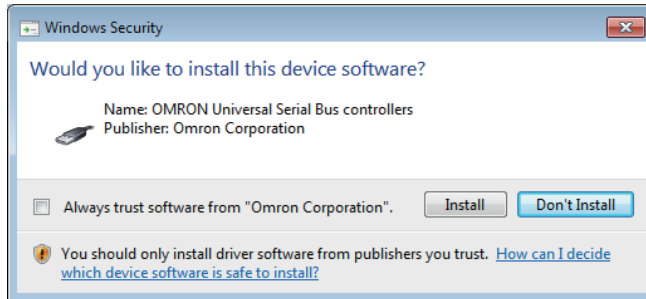 Windows Security
Would you like to install this device software?
Name: OMRON Universal Serial Bus controllers
Publisher: Omron Corporation
Always trust software from "Omron Corporation".
Install
Don't Install
You should only install driver software from publishers you trust. How can I decide
which device software is safe to install?